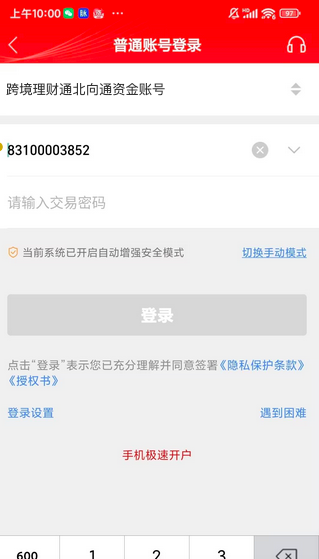 上午10:00 ... HD 97
普通账号登录
跨境理财通北向通资金账号
83100003852
请输入交易密码
当前系统已开启自动增强安全模式 切换手动模式
登录
点击“登录”表示您已充分理解并同意签署《隐私保护条款》
《授权书》
登录设置 遇到困难
手机极速开户
600 1 2 3